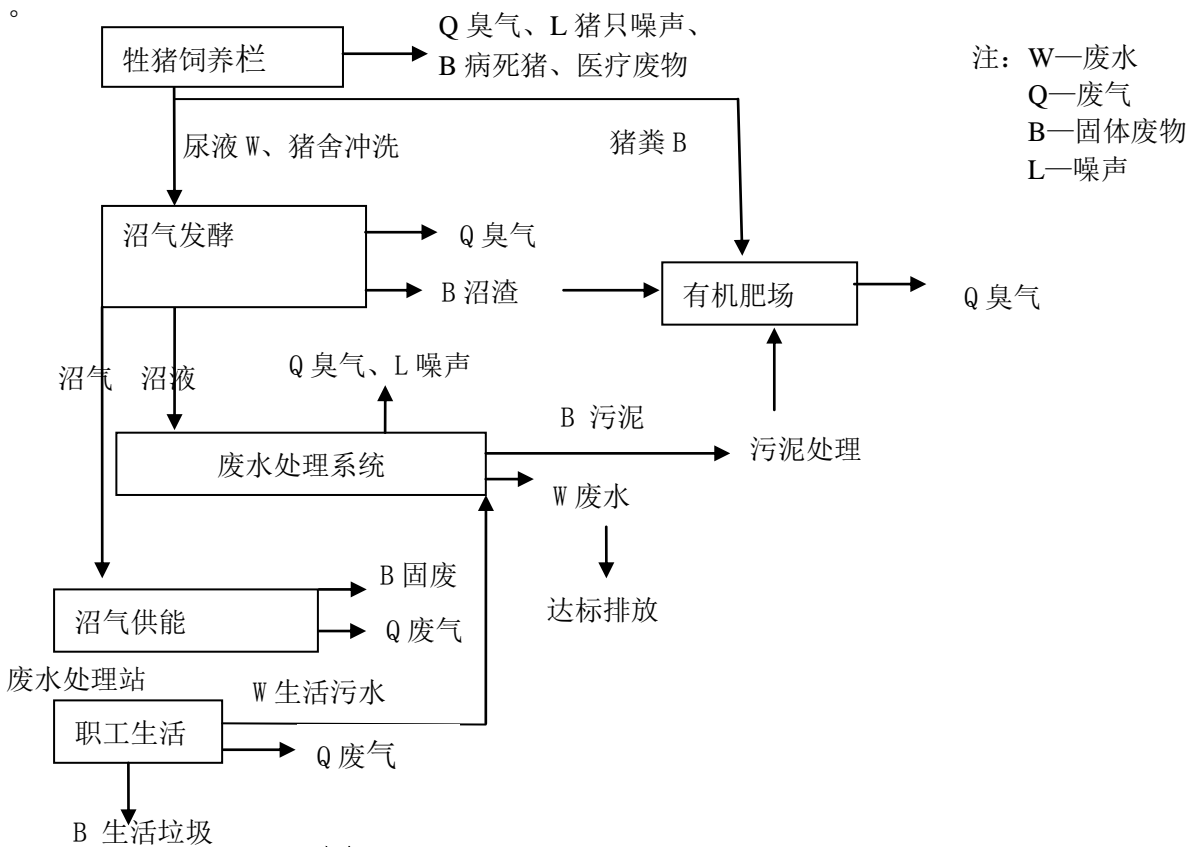 。
Q 臭气、L 猪只噪声、
B 病死猪、医疗废物
牲猪饲养栏
注：W—废水
Q—废气
B—固体废物
L—噪声
尿液 W、猪舍冲洗
猪粪 B
沼气发酵
Q 臭气
B 沼渣
有机肥场
Q 臭气
沼气
沼液
Q 臭气、L 噪声
B 污泥
污泥处理
废水处理系统
W 废水
B 固废
达标排放
沼气供能
Q 废气
废水处理站
W 生活污水
职工生活
Q 废气
B 生活垃圾